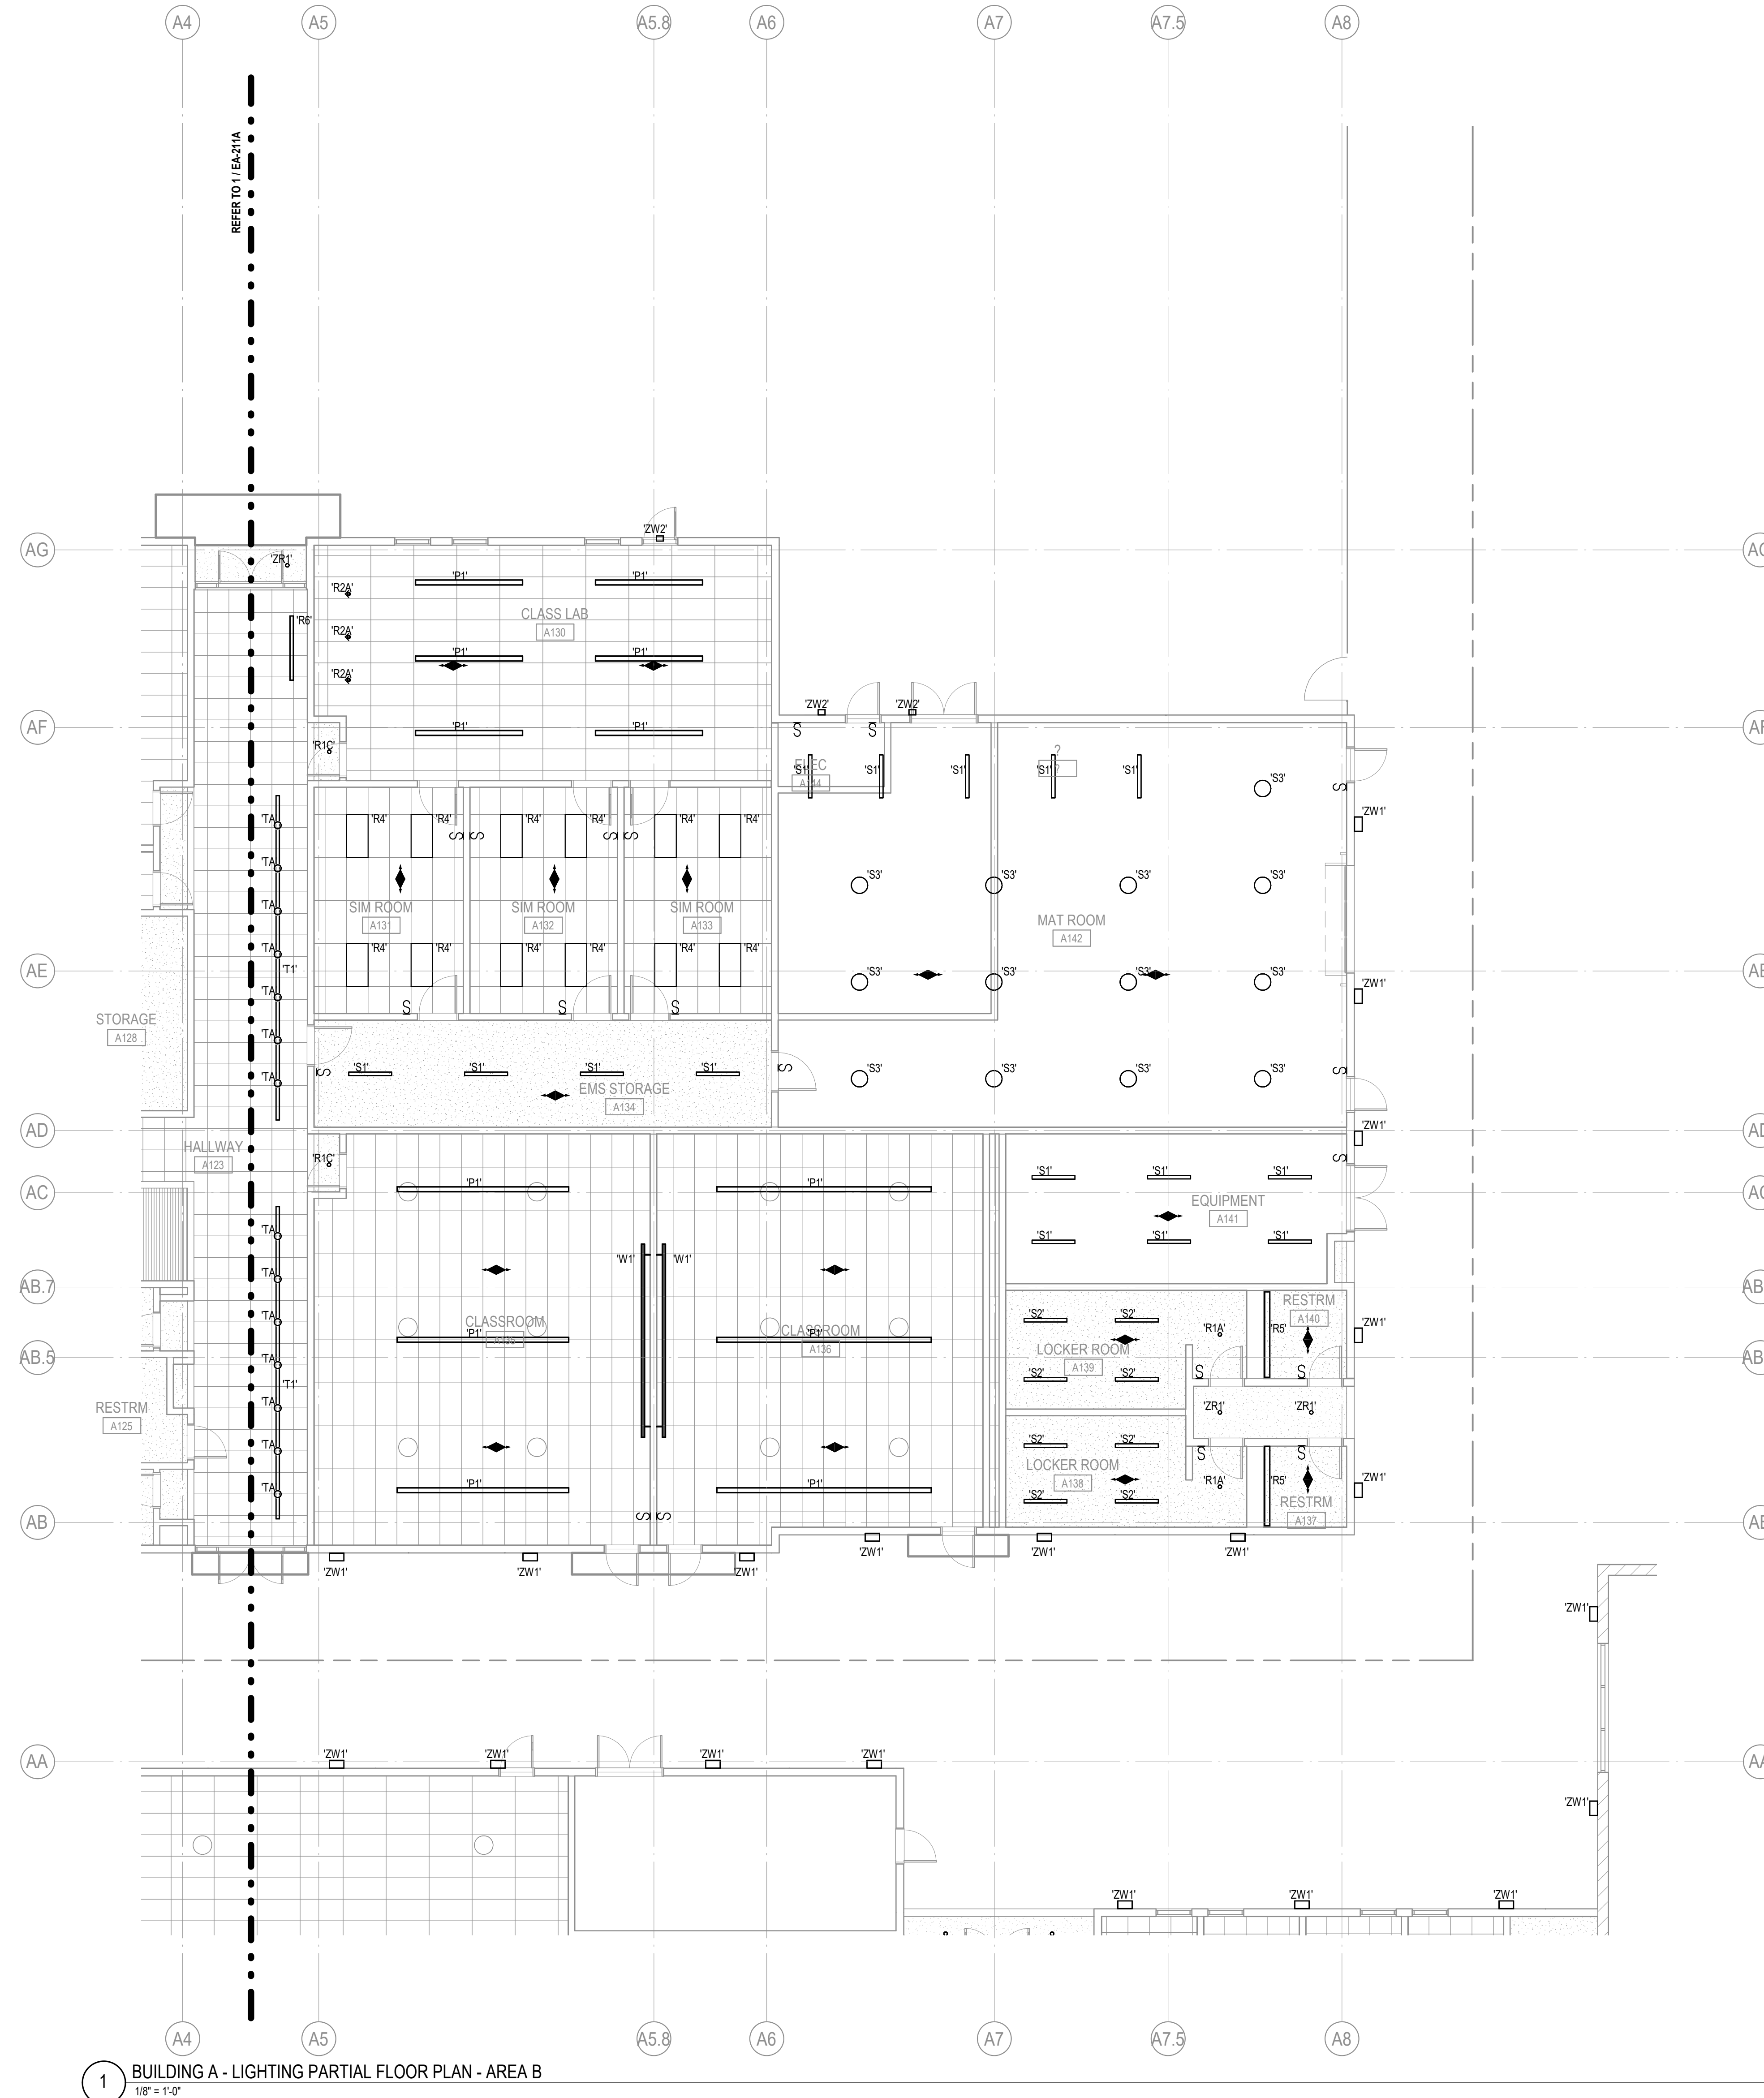 A4 A5 A5.8 A6 A7 A7.5 A8
REFER TO 1 / EA-211A
'ZW2'
AG
'ZR1'
'P1' 'P1'
'R2A'
CLASS LAB
'R6'
A130
'R2A'
'P1' 'P1'
'R2A'
'ZW2' 'ZW2'
S S
AF
'P1' 'P1'
'R1C'
?
ELEC
'S1' 'S1' 'S1' 'S1' 'S1'
A144
'S3'
S
'TA' 'R4' 'R4' 'R4' 'R4' 'R4' 'R4'
'ZW1'
S S S S
'TA'
'S3' 'S3' 'S3' 'S3'
SIM ROOM SIM ROOM SIM ROOM
'TA'
A131 A132 A133
MAT ROOM
A142
'TA' 'R4' 'R4' 'R4' 'R4' 'R4' 'R4'
AE
'T1'
'S3' 'S3' 'S3' 'S3'
'ZW1'
'TA'
S S S
STORAGE
A128
'TA'
'S1' 'S1' 'S1' 'S1'
S S
'S3' 'S3' 'S3' 'S3'
S
'TA'
EMS STORAGE
A134
AD
'ZW1'
HALLWAY
A123
'R1C'
S
'S1' 'S1' 'S1'
'P1' 'P1'
AC
EQUIPMENT
A141
'TA'
'S1' 'S1' 'S1'
'W1' 'W1'
'TA'
AB.7
RESTRM
A140
'TA'
'S2' 'S2'
CLASSROOM
'R1A' 'R5'
'ZW1'
CLASSROOM
'P1' 'P1'
A136
LOCKER ROOM
AB.5
'TA'
A139
'S2' 'S2'
S S
'T1'
'TA'
RESTRM
A125
'ZR1' 'ZR1'
'TA'
'S2' 'S2'
S S
LOCKER ROOM
'TA'
A138
'R1A' 'R5'
'ZW1'
'P1' 'P1'
'S2' 'S2'
RESTRM
S S
A137
AB
'ZW1' 'ZW1' 'ZW1'
'ZW1' 'ZW1' 'ZW1'
'ZW1'
'ZW1' 'ZW1' 'ZW1' 'ZW1'
AA
'ZW1'
'ZW1' 'ZW1' 'ZW1'
A4 A5 A5.8 A6 A7 A7.5 A8
1 BUILDING A - LIGHTING PARTIAL FLOOR PLAN - AREA B
1/8" = 1'-0"